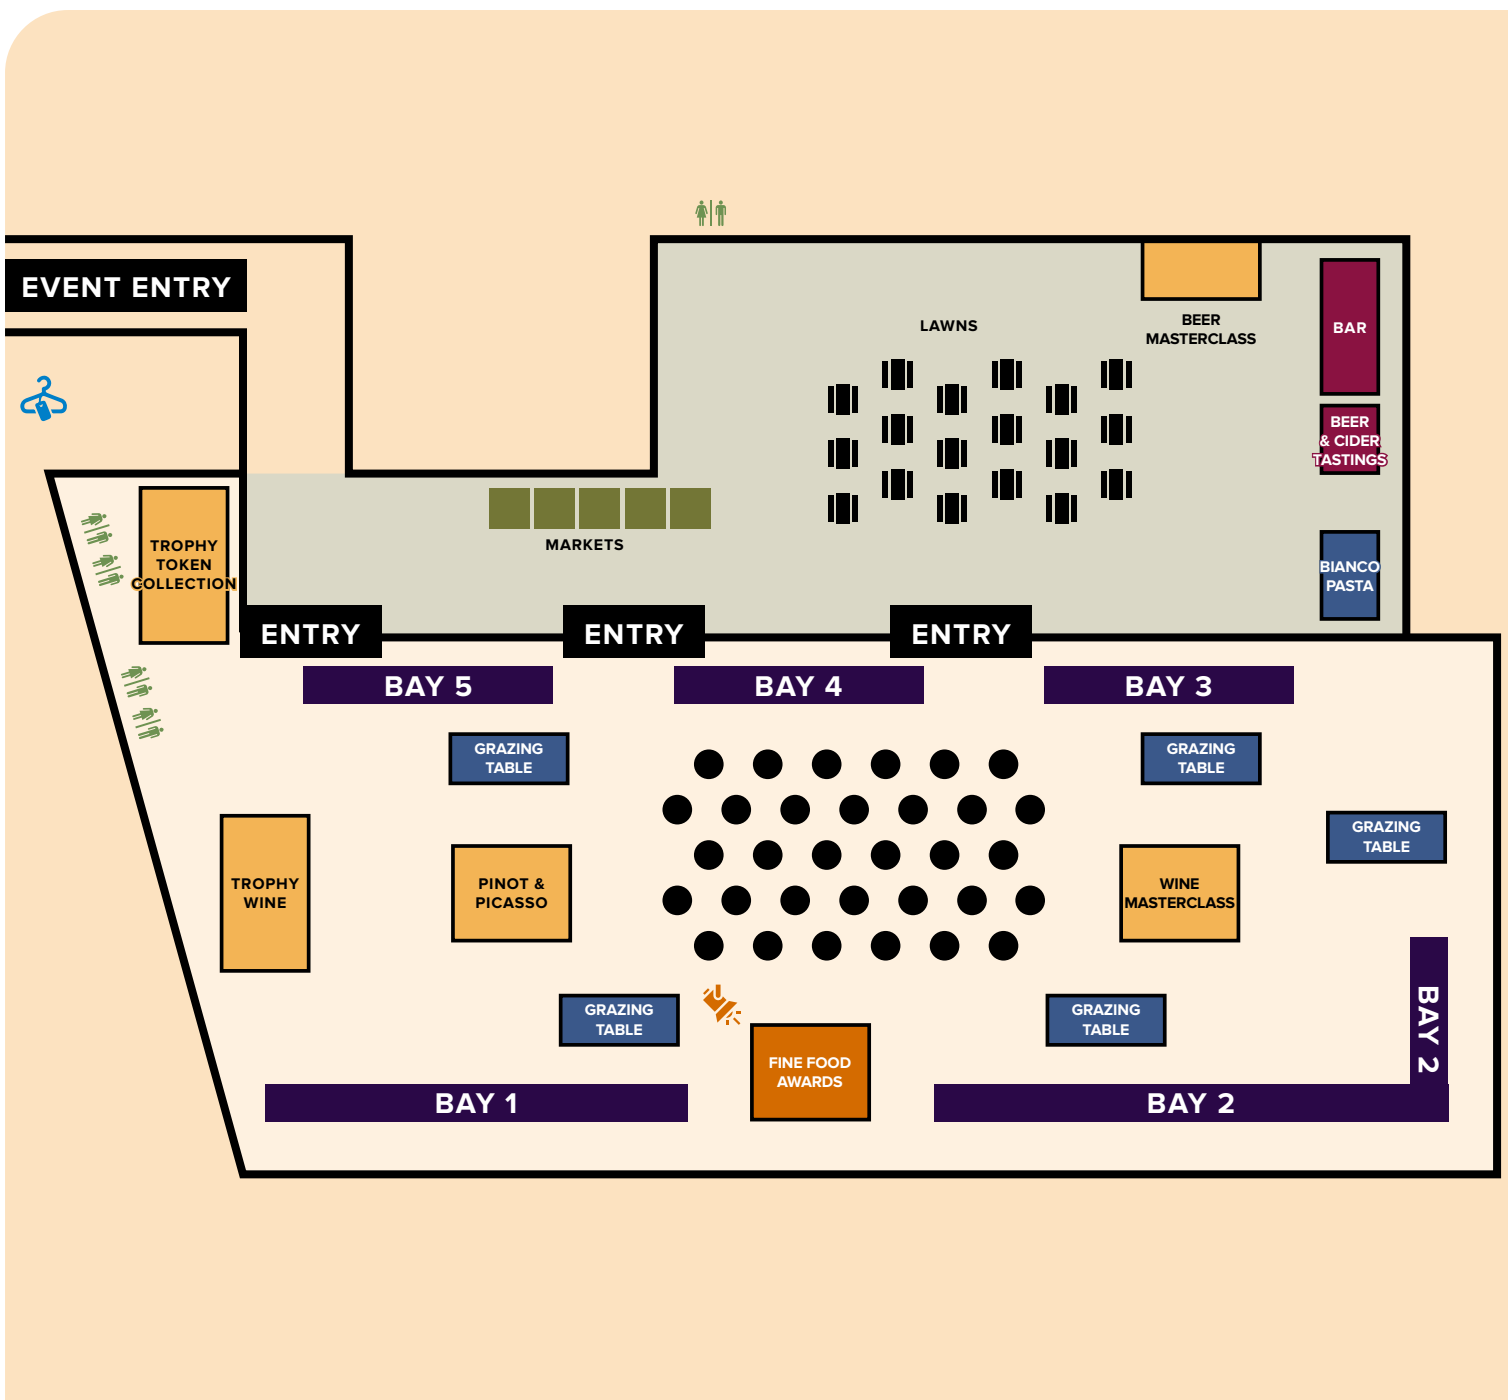 EVENT ENTRY
LAWNS
BEER
MASTERCLASS
BAR
BEER
& CIDER
TASTINGS
TROPHY
TOKEN
COLLECTION
MARKETS
BIANCO
PASTA
ENTRY
ENTRY
ENTRY
BAY 5
BAY 4
BAY 3
GRAZING
TABLE
GRAZING
TABLE
GRAZING
TABLE
TROPHY
WINE
PINOT &
PICASSO
WINE
MASTERCLASS
GRAZING
TABLE
GRAZING
TABLE
BAY 2
FINE FOOD
AWARDS
BAY 1
BAY 2